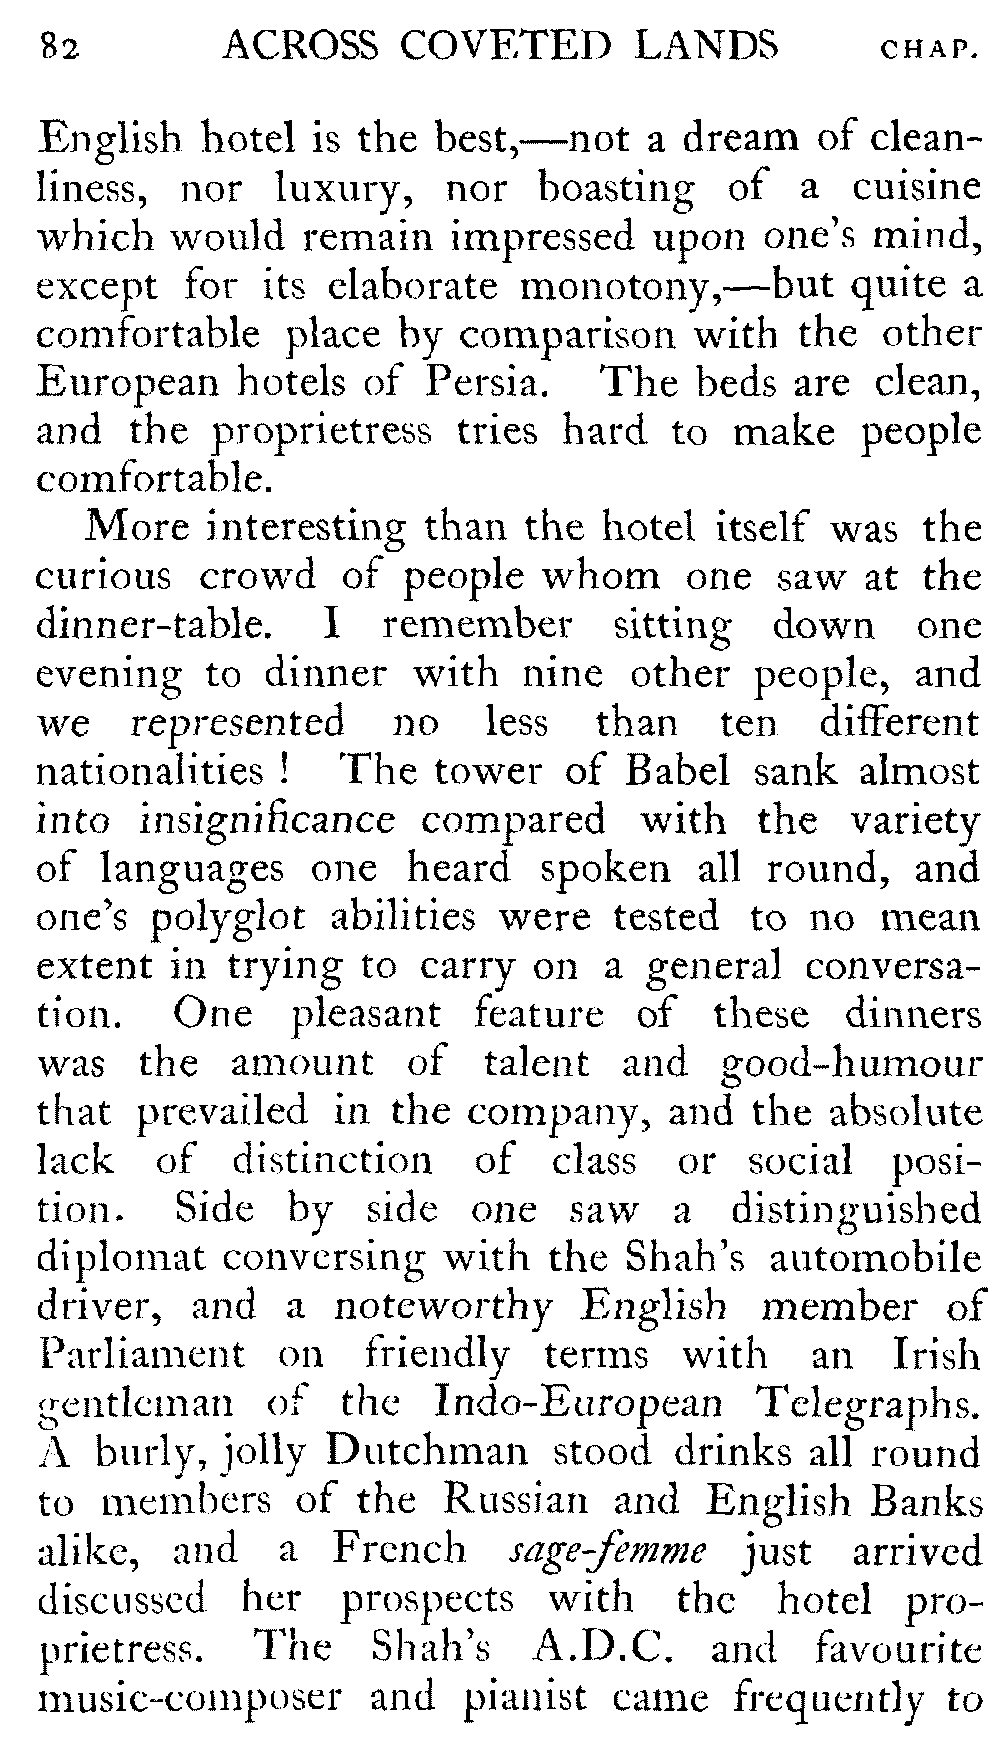 82 ACROSS COVETED LANDS CHAP.
English hotel is the best,—not a dream of clean-
liness, nor luxury, nor boasting of a cuisine
which would remain impressed upon one's mind,
except for its elaborate monotony,—but quite a
comfortable place by comparison with the other
European hotels of Persia. The beds are clean,
and the proprietress tries hard to make people
comfortable.
More interesting than the hotel itself was the
curious crowd of people whom one saw at the
dinner-table. I remember sitting down one
evening to dinner with nine other people, and
we represented no less than ten different
nationalities ! The tower of Babel sank almost
into insignificance compared with the variety
of languages one heard spoken all round, and
one's polyglot abilities were tested to no mean
extent in trying to carry on a general conversa-
tion. One pleasant feature of these dinners
was the amount of talent and good-humour
that prevailed in the company, and the absolute
lack of distinction of class or social posi-
tion. Side by side one saw a distinguished
diplomat conversing with the Shah's automobile
driver, and a noteworthy English member of
Parliament on friendly terms with an Irish
gentleman of the Indo-European Telegraphs.
A burly, jolly Dutchman stood drinks all round
to members of the Russian and English Banks
alike, and a French sage-femme just arrived
discussed her prospects with the hotel pro-
prietress. The Shah's A.D.C. and favourite
music-composer and pianist came frequently to